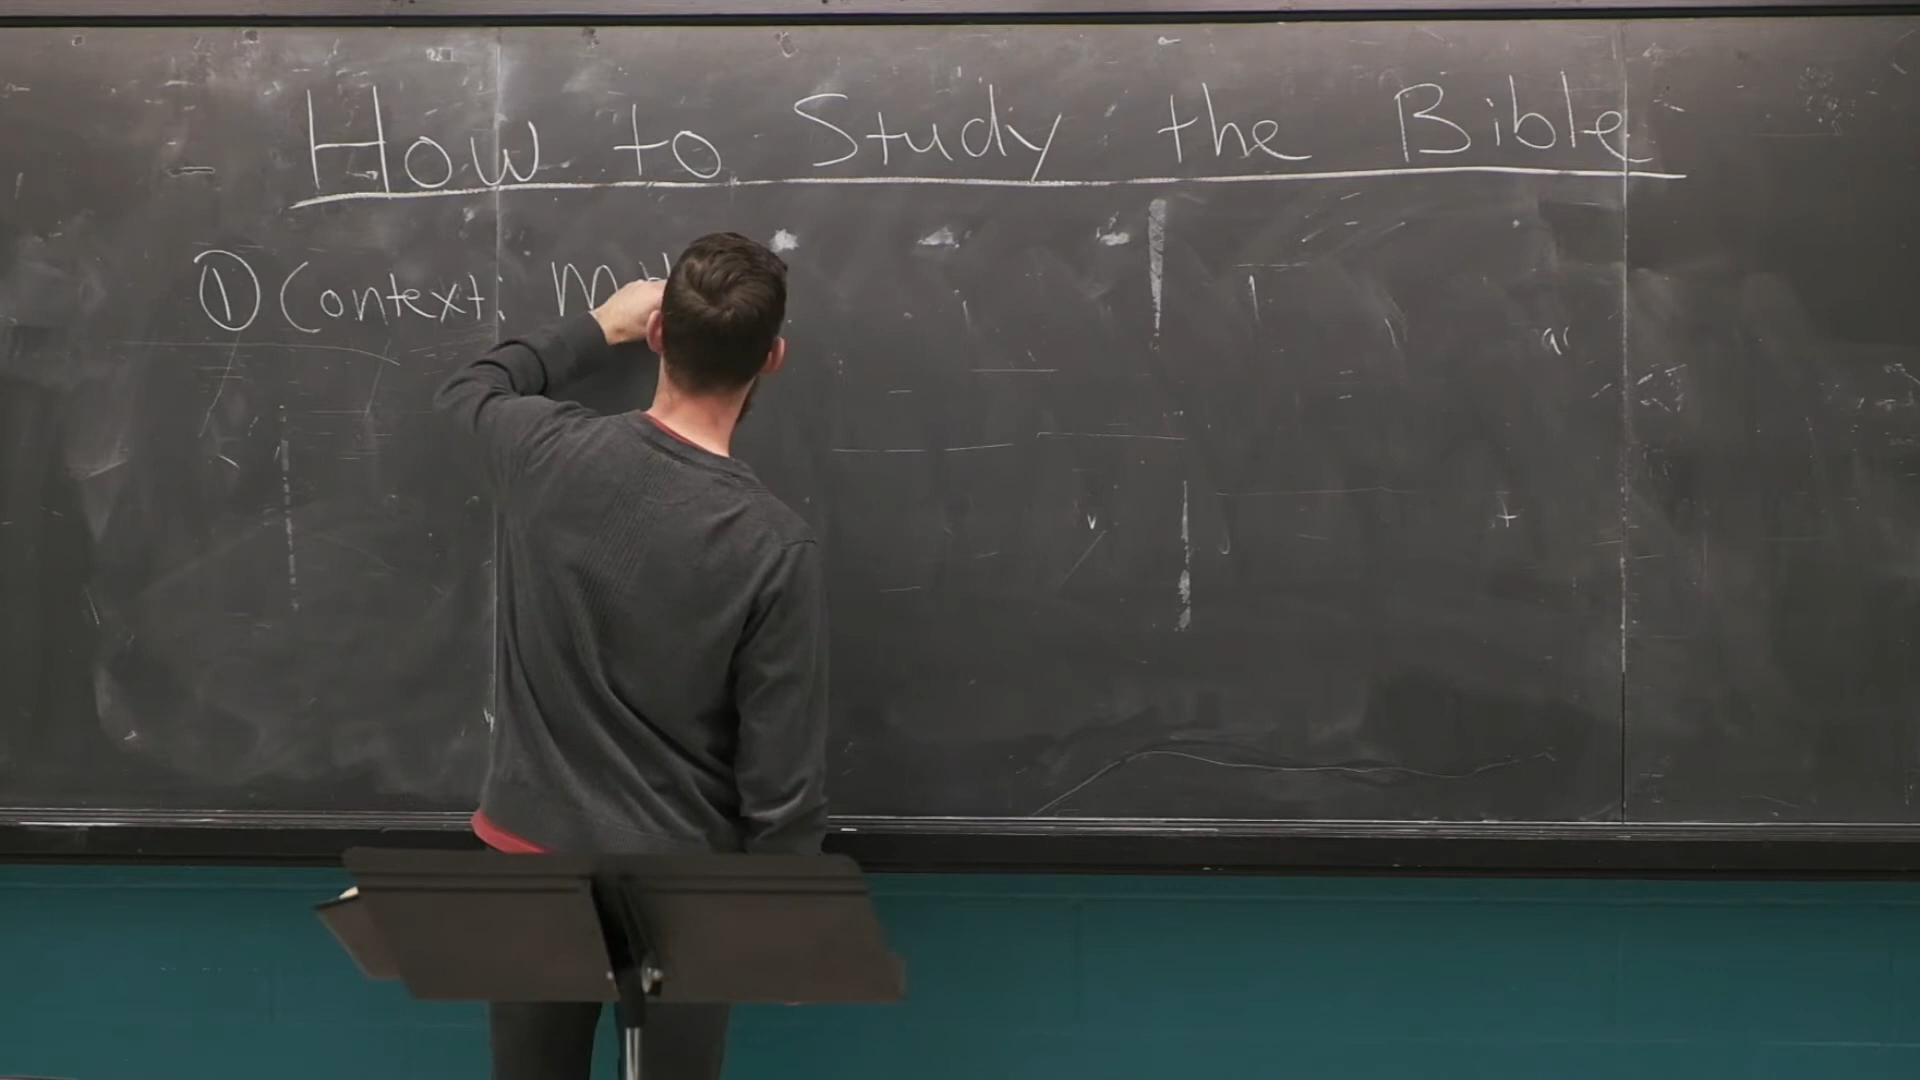 How to Study the Bible
① Context: